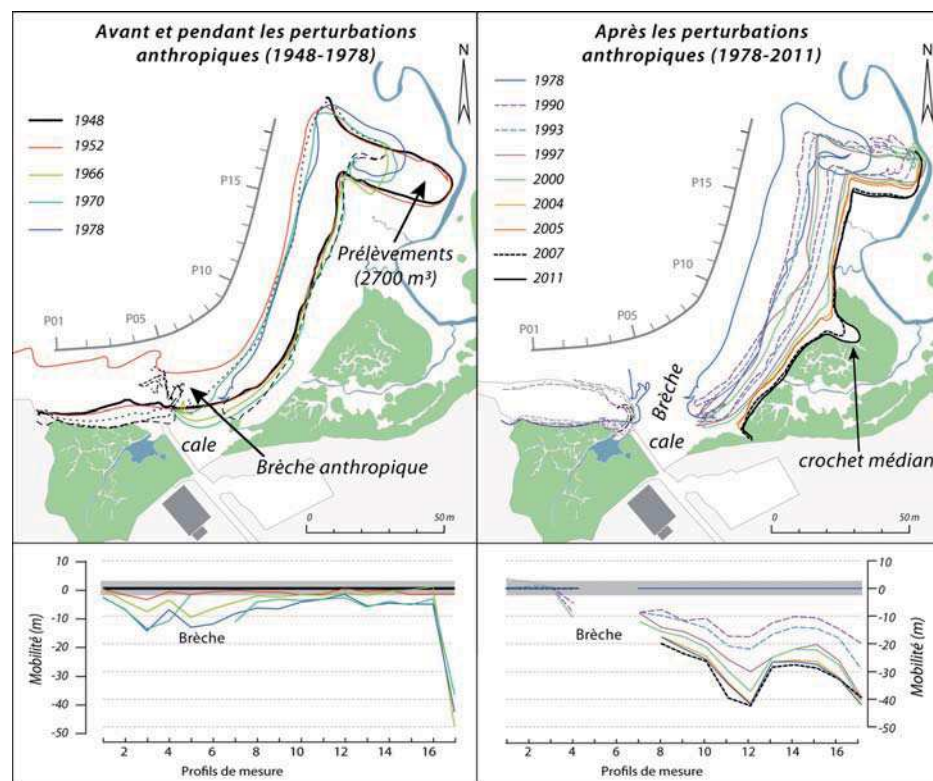 Avant et pendant les perturbations
anthropiques (1948-1978)
N
1948
1952
1966
1970
1978
P15
P10
P05
P01
Prélèvements
(2700 m³)
cale
Brèche anthropique
0 50 m
Après les perturbations
anthropiques (1978-2011)
N
1978
1990
1993
1997
2000
2004
2005
2007
2011
P15
P10
P05
P01
Brèche
cale
crochet médian
0 50 m
Mobilité (m)
10
0
-10
-20
-30
-40
-50
Brèche
2 4 6 8 10 12 14 16
Profils de mesure
Brèche
2 4 6 8 10 12 14 16
Profils de mesure
10
0
-10
-20
-30
-40
-50
Mobilité (m)